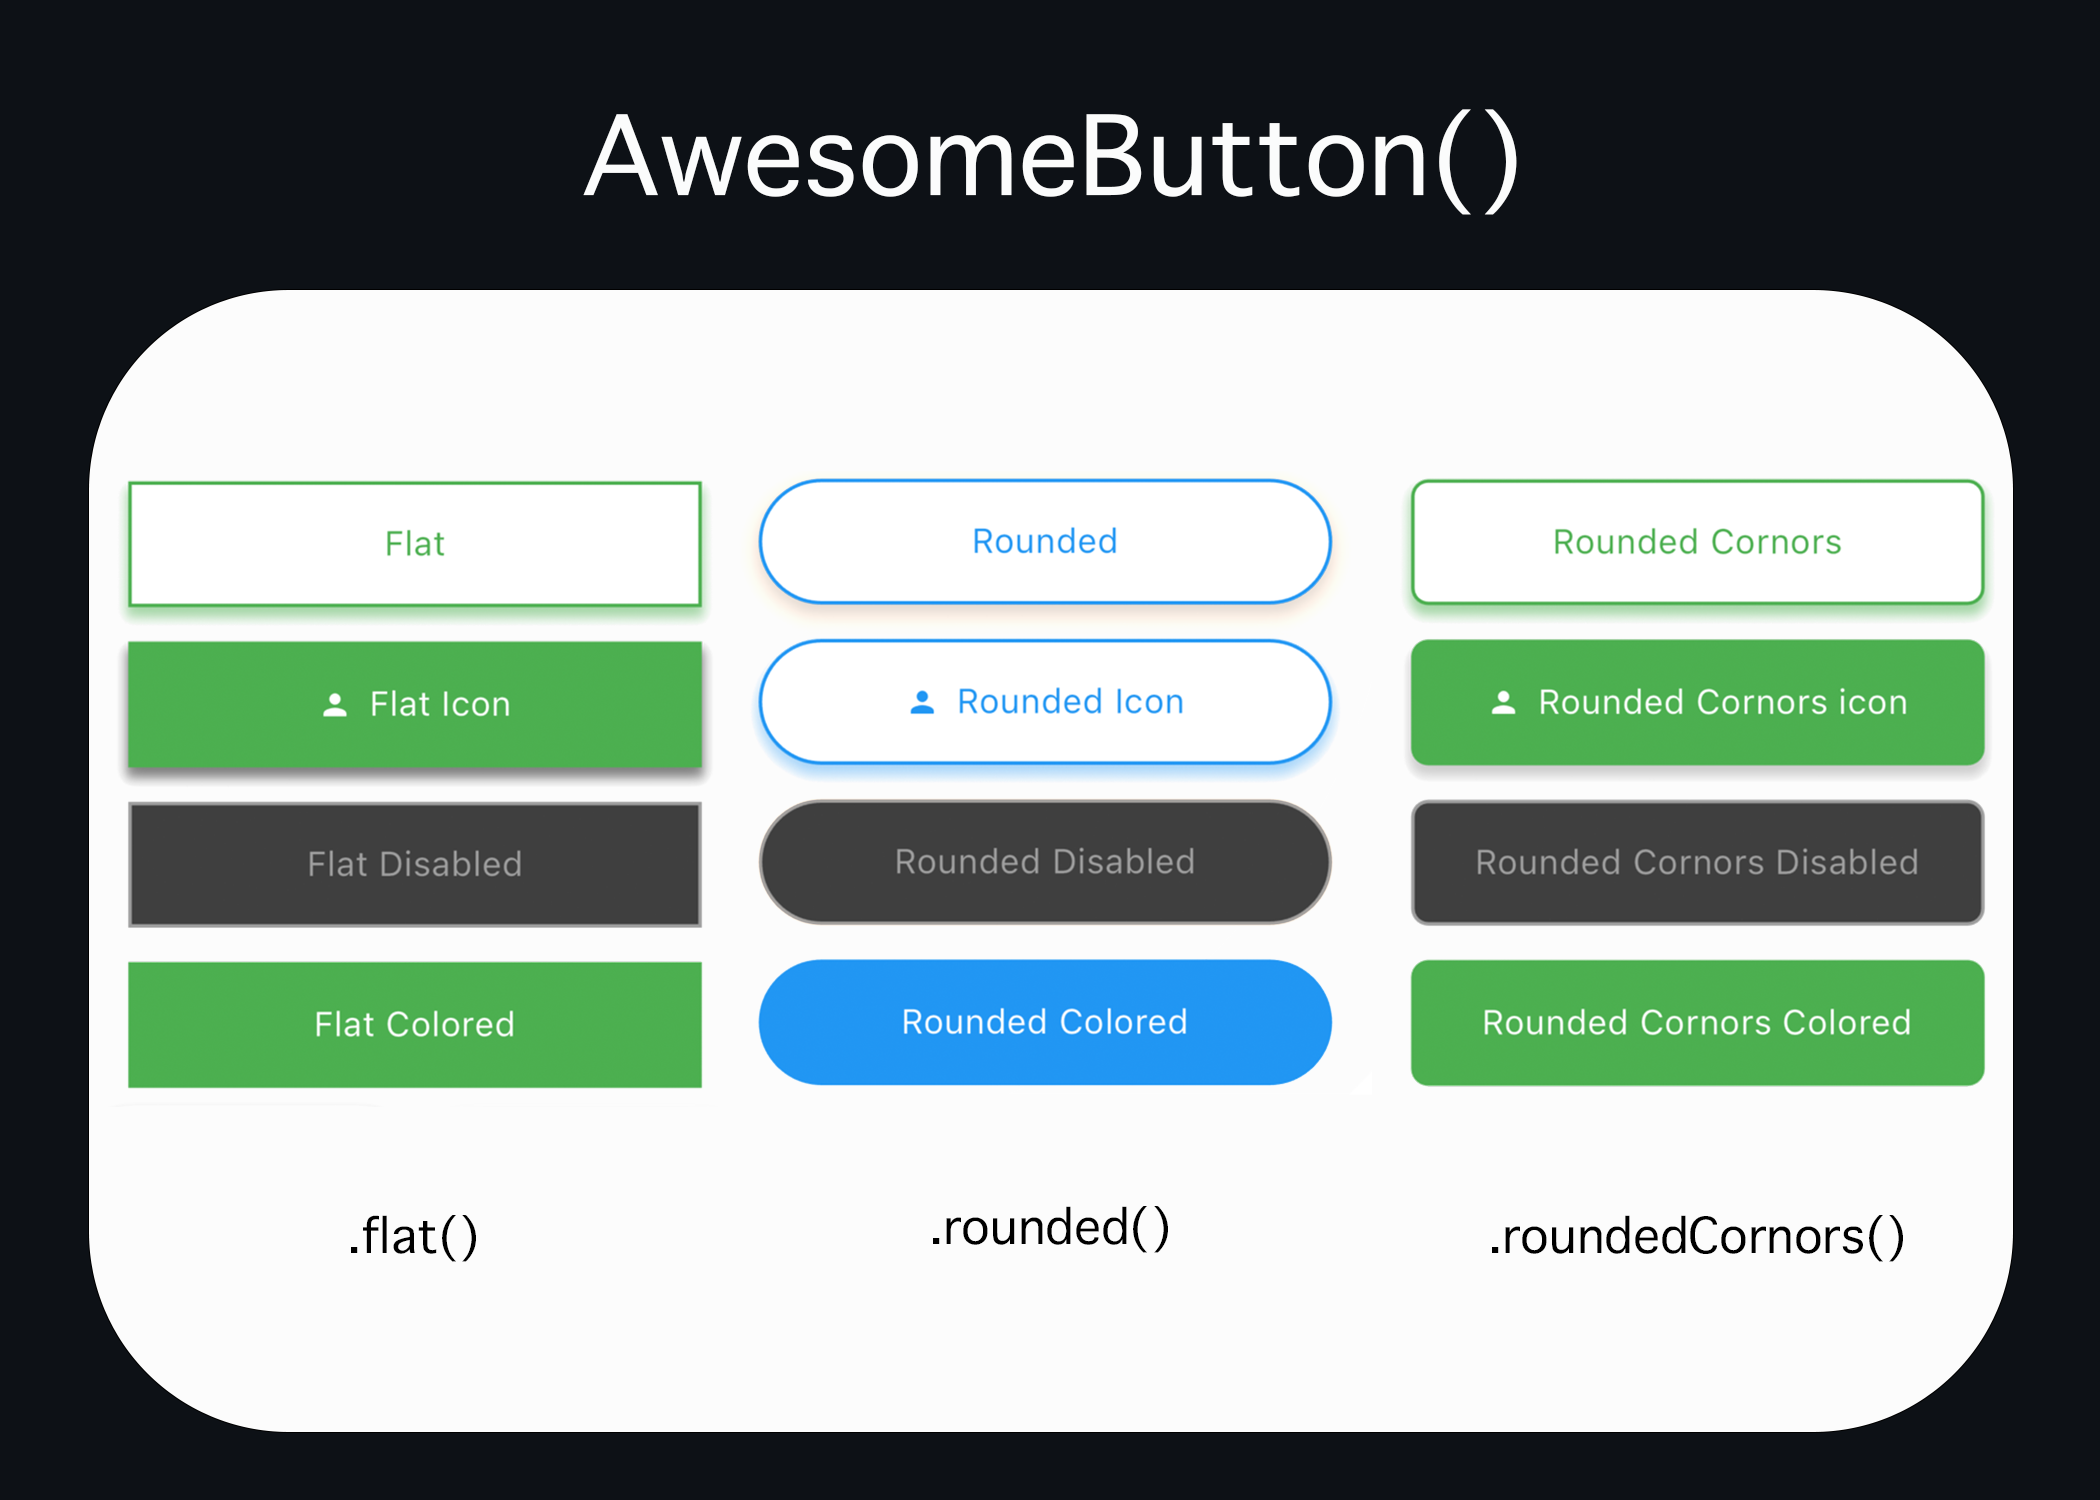 AwesomeButton()
Flat
Rounded
Rounded Cornors
Flat Icon
Rounded Icon
Rounded Cornors icon
Flat Disabled
Rounded Disabled
Rounded Cornors Disabled
Flat Colored
Rounded Colored
Rounded Cornors Colored
.flat()
.rounded()
.roundedCornors()